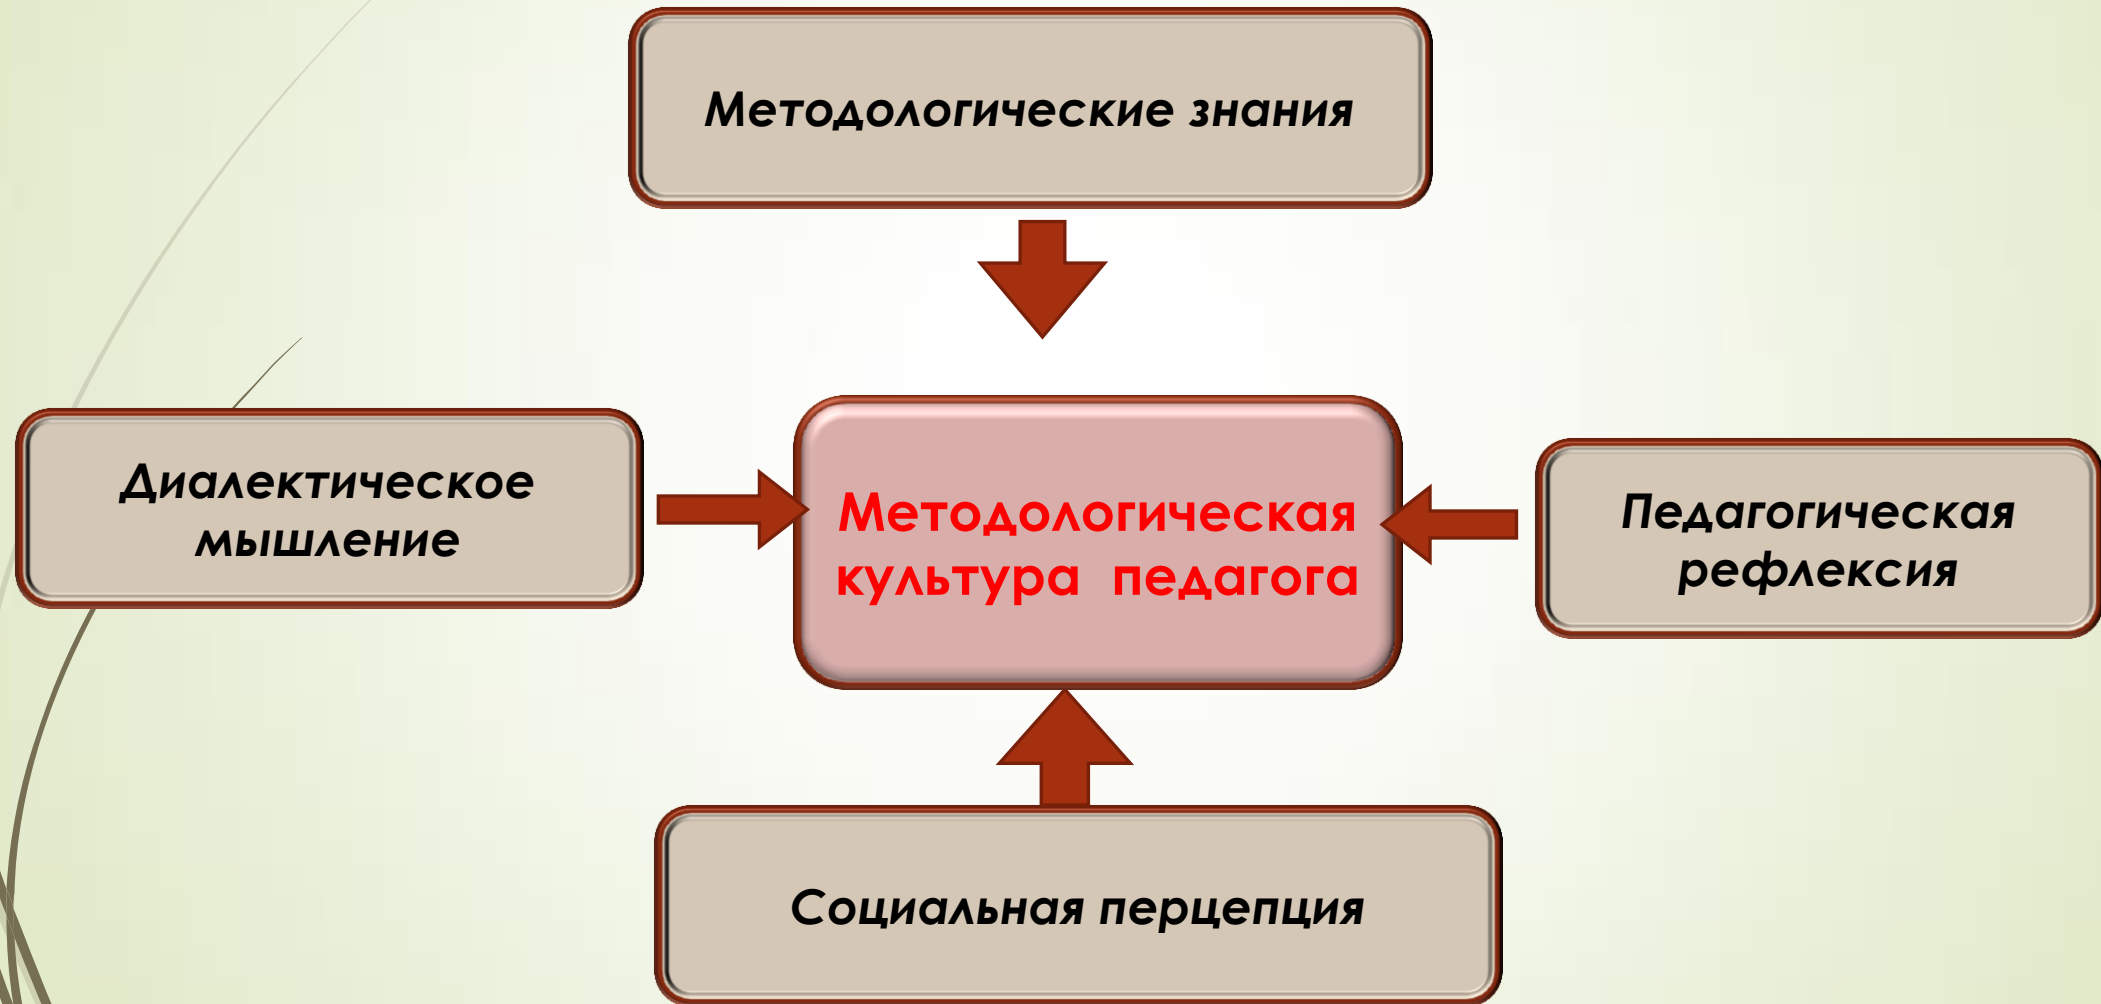 Методологические знания
Диалектическое
мышление
Методологическая
культура педагога
Педагогическая
рефлексия
Социальная перцепция